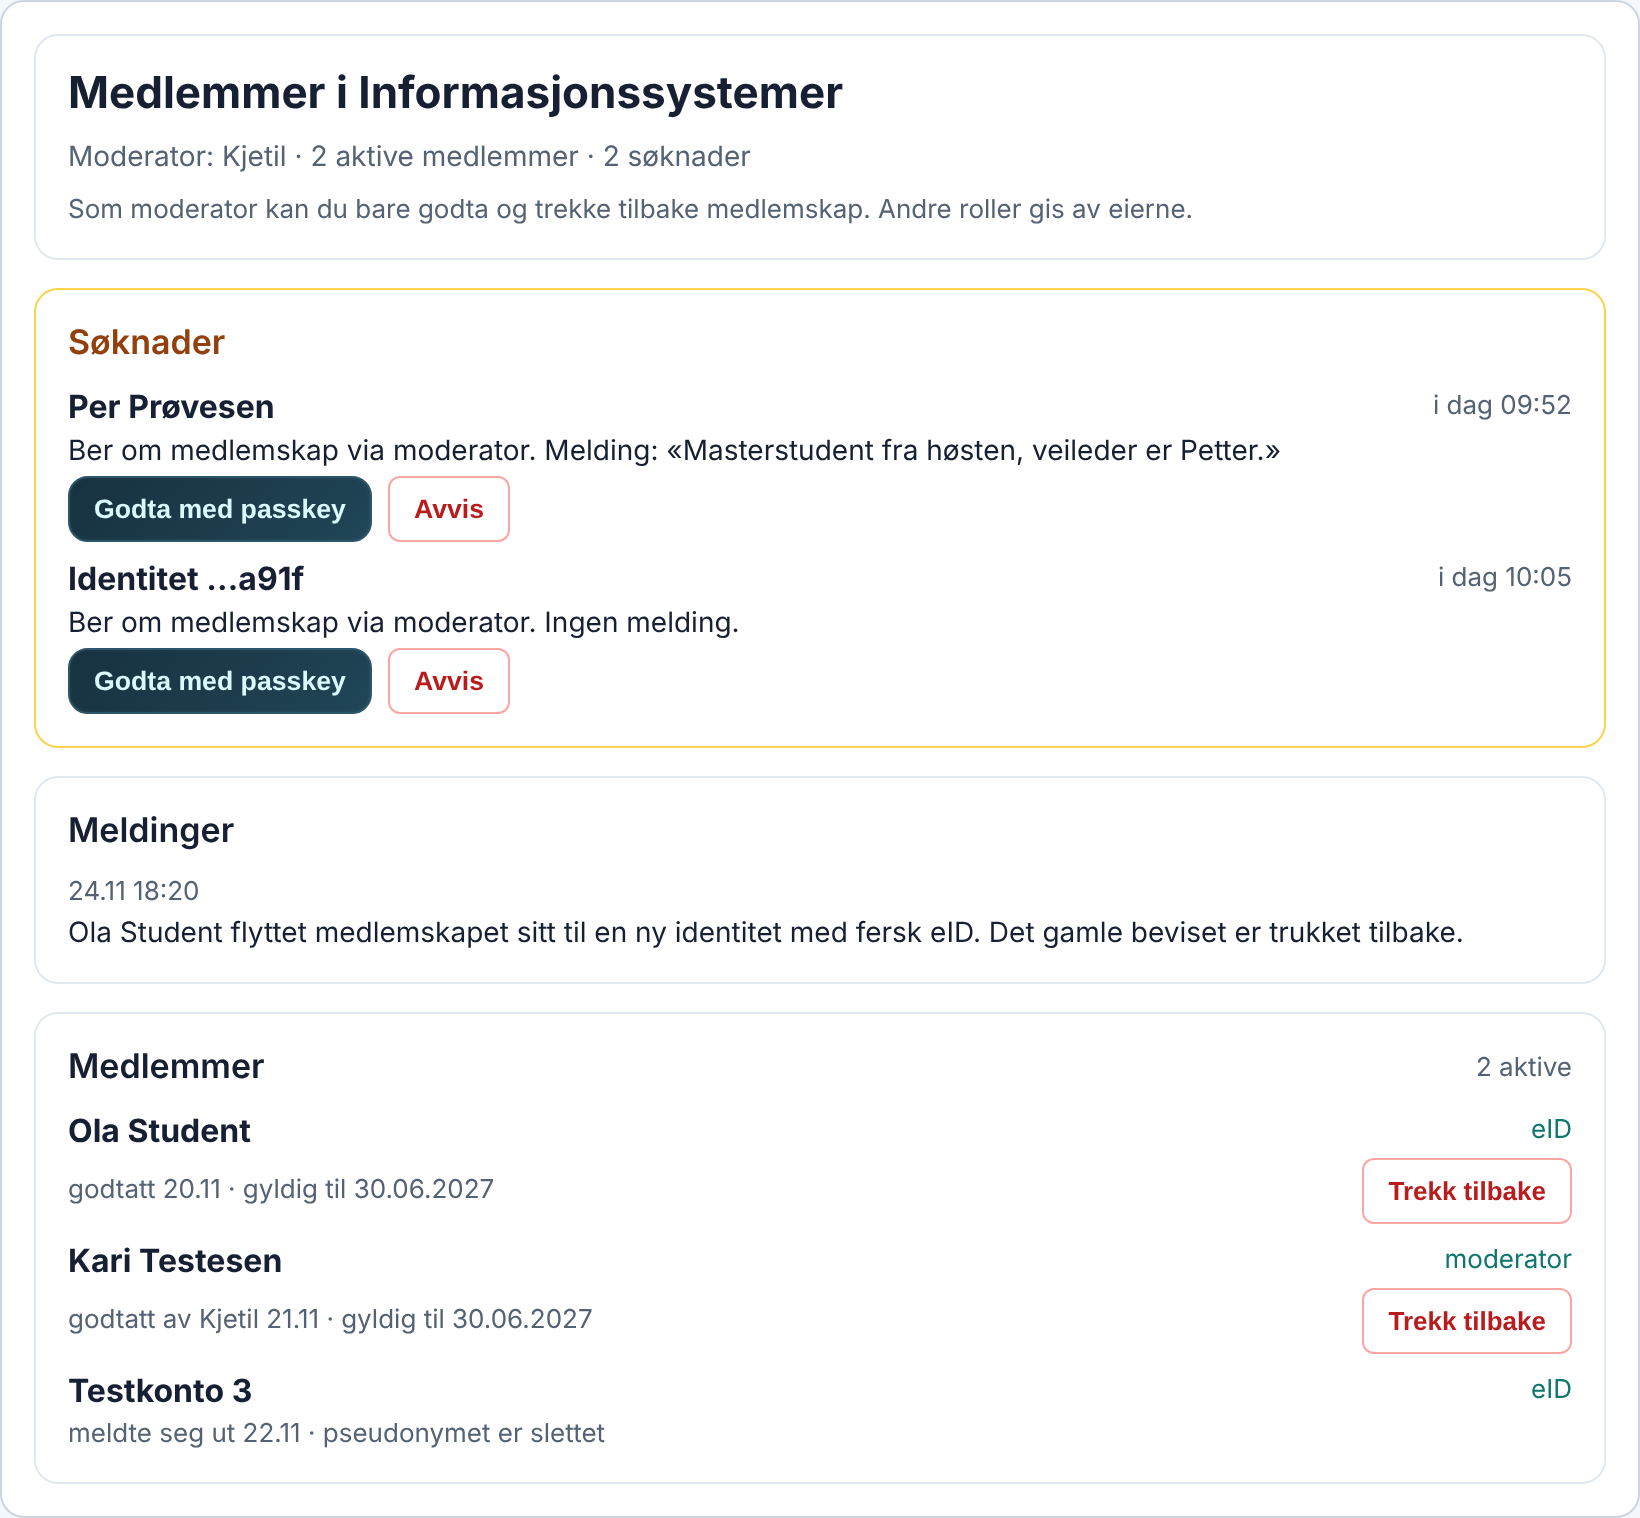 Medlemmer i Informasjonssystemer
Moderator: Kjetil · 2 aktive medlemmer · 2 søknader
Som moderator kan du bare godta og trekke tilbake medlemskap. Andre roller gis av eierne.
Søknader
Per Prøvesen
i dag 09:52
Ber om medlemskap via moderator. Melding: «Masterstudent fra høsten, veileder er Petter.»
Godta med passkey
Avvis
Identitet …a91f
i dag 10:05
Ber om medlemskap via moderator. Ingen melding.
Godta med passkey
Avvis
Meldinger
24.11 18:20
Ola Student flyttet medlemskapet sitt til en ny identitet med fersk eID. Det gamle beviset er trukket tilbake.
Medlemmer
2 aktive
Ola Student
eID
godtatt 20.11 · gyldig til 30.06.2027
Trekk tilbake
Kari Testesen
moderator
godtatt av Kjetil 21.11 · gyldig til 30.06.2027
Trekk tilbake
Testkonto 3
eID
meldte seg ut 22.11 · pseudonymet er slettet